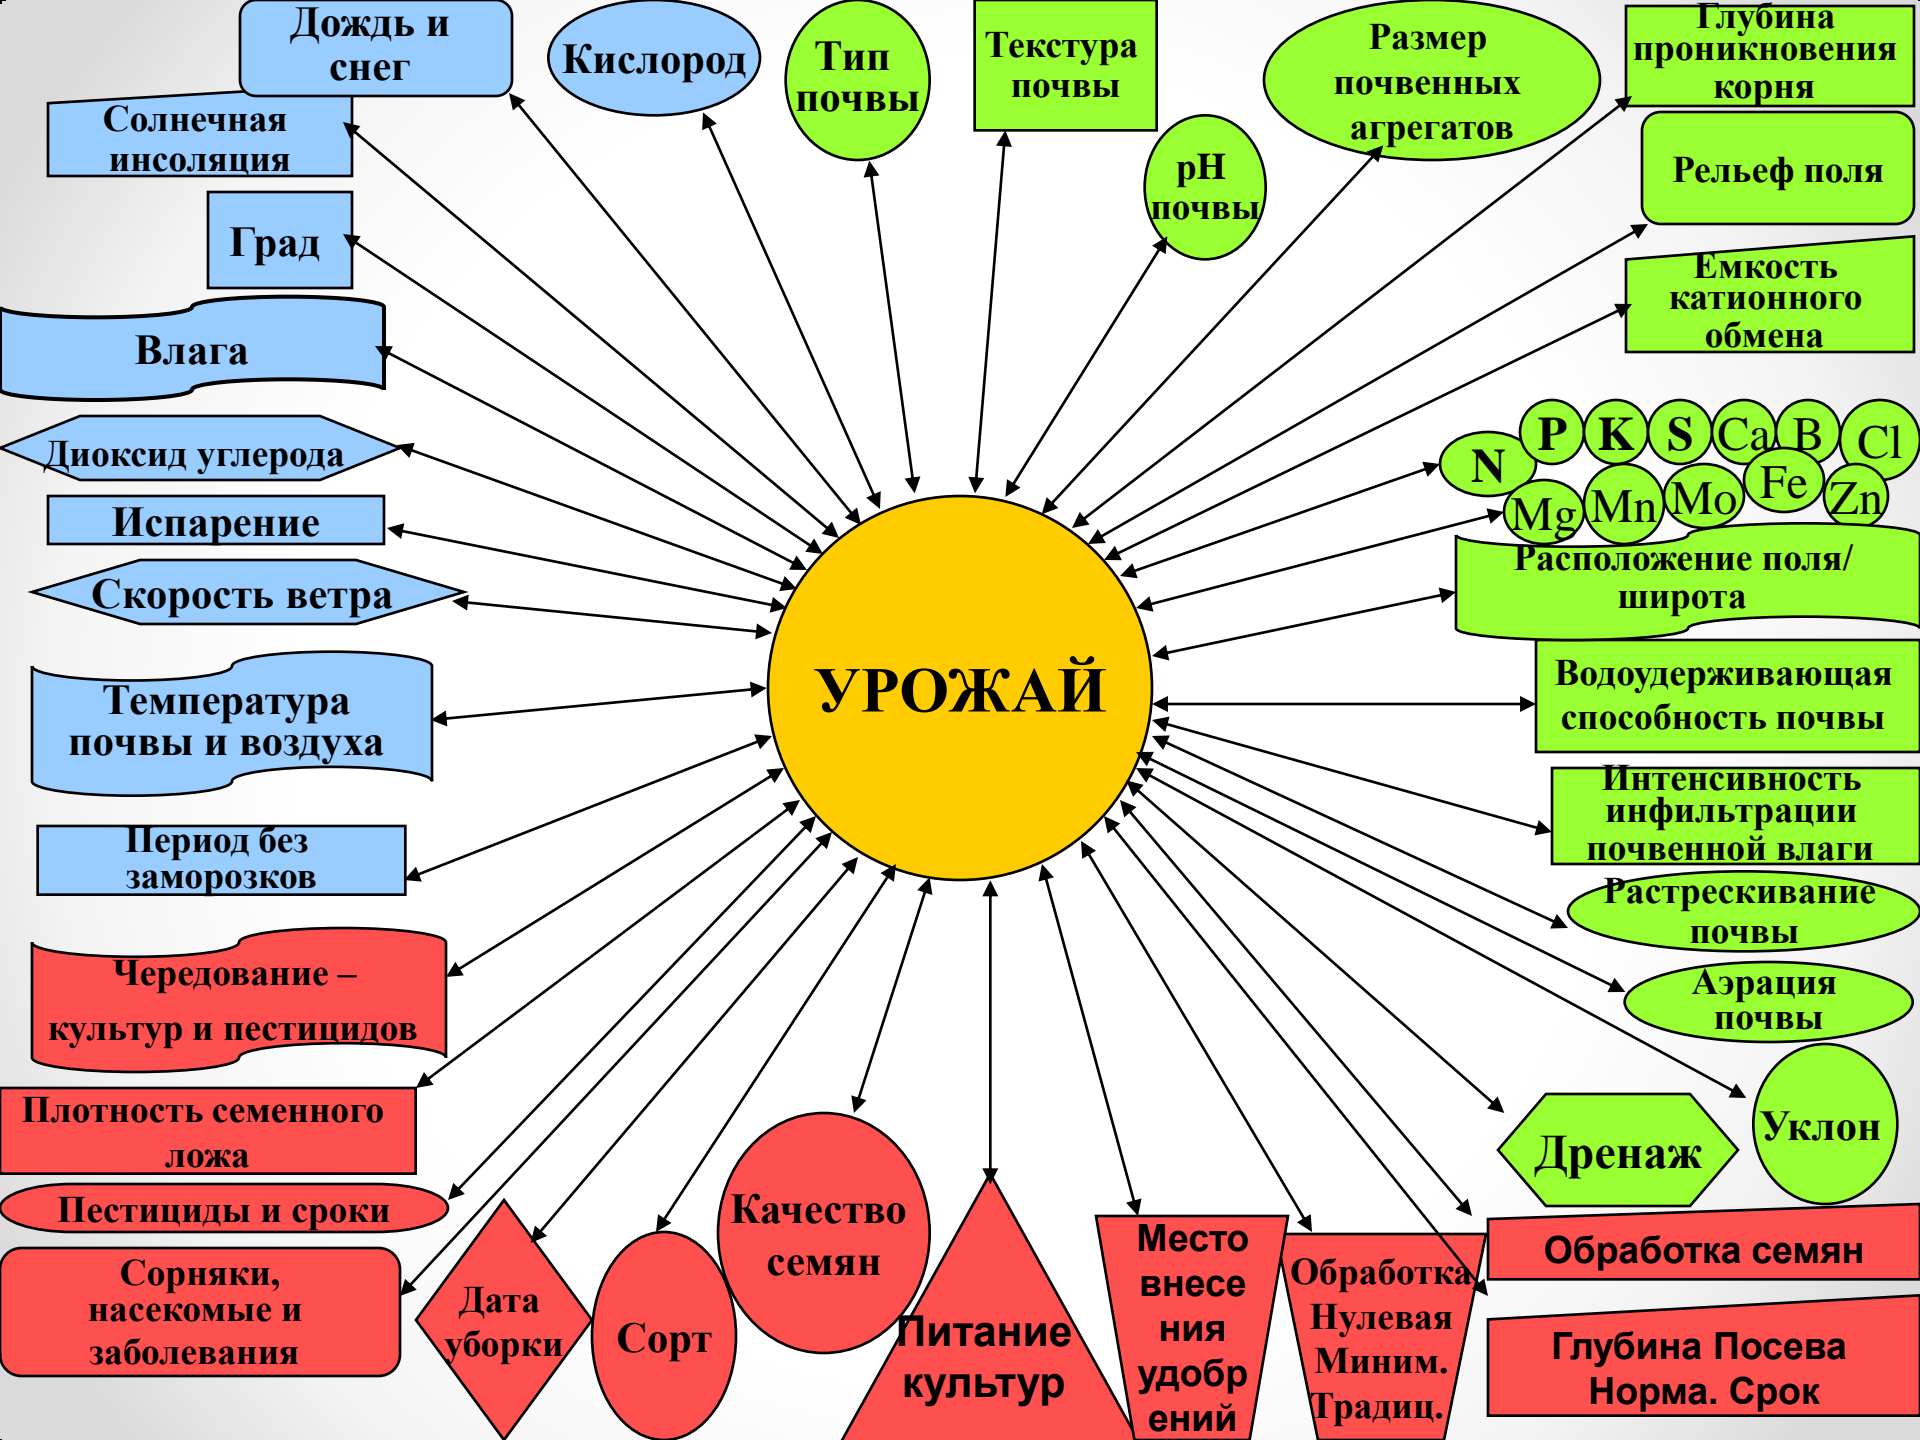 Дождь и
снег
Кислород
Тип
почвы
Текстура
почвы
pH
почвы
Размер
почвенных
агрегатов
Глубина
проникновения
корня
Солнечная
инсоляция
Рельеф поля
Град
Емкость
катионного
обмена
Влага
Диоксид углерода
N
P
K
S
Ca
B
Cl
Mg
Mn
Mo
Fe
Zn
Испарение
Скорость ветра
Расположение поля/
широта
Температура
почвы и воздуха
УРОЖАЙ
Водоудерживающая
способность почвы
Интенсивность
инфильтрации
почвенной влаги
Период без
заморозков
Растрескивание
почвы
Чередование –
культур и пестицидов
Аэрация
почвы
Плотность семенного
ложа
Дренаж
Уклон
Пестициды и сроки
Сорняки,
насекомые и
заболевания
Дата
уборки
Сорт
Качество
семян
Питание
культур
Место
внесе
ния
удобр
ений
Обработка
Нулевая
Миним.
Традиц.
Обработка семян
Глубина Посева
Норма. Срок